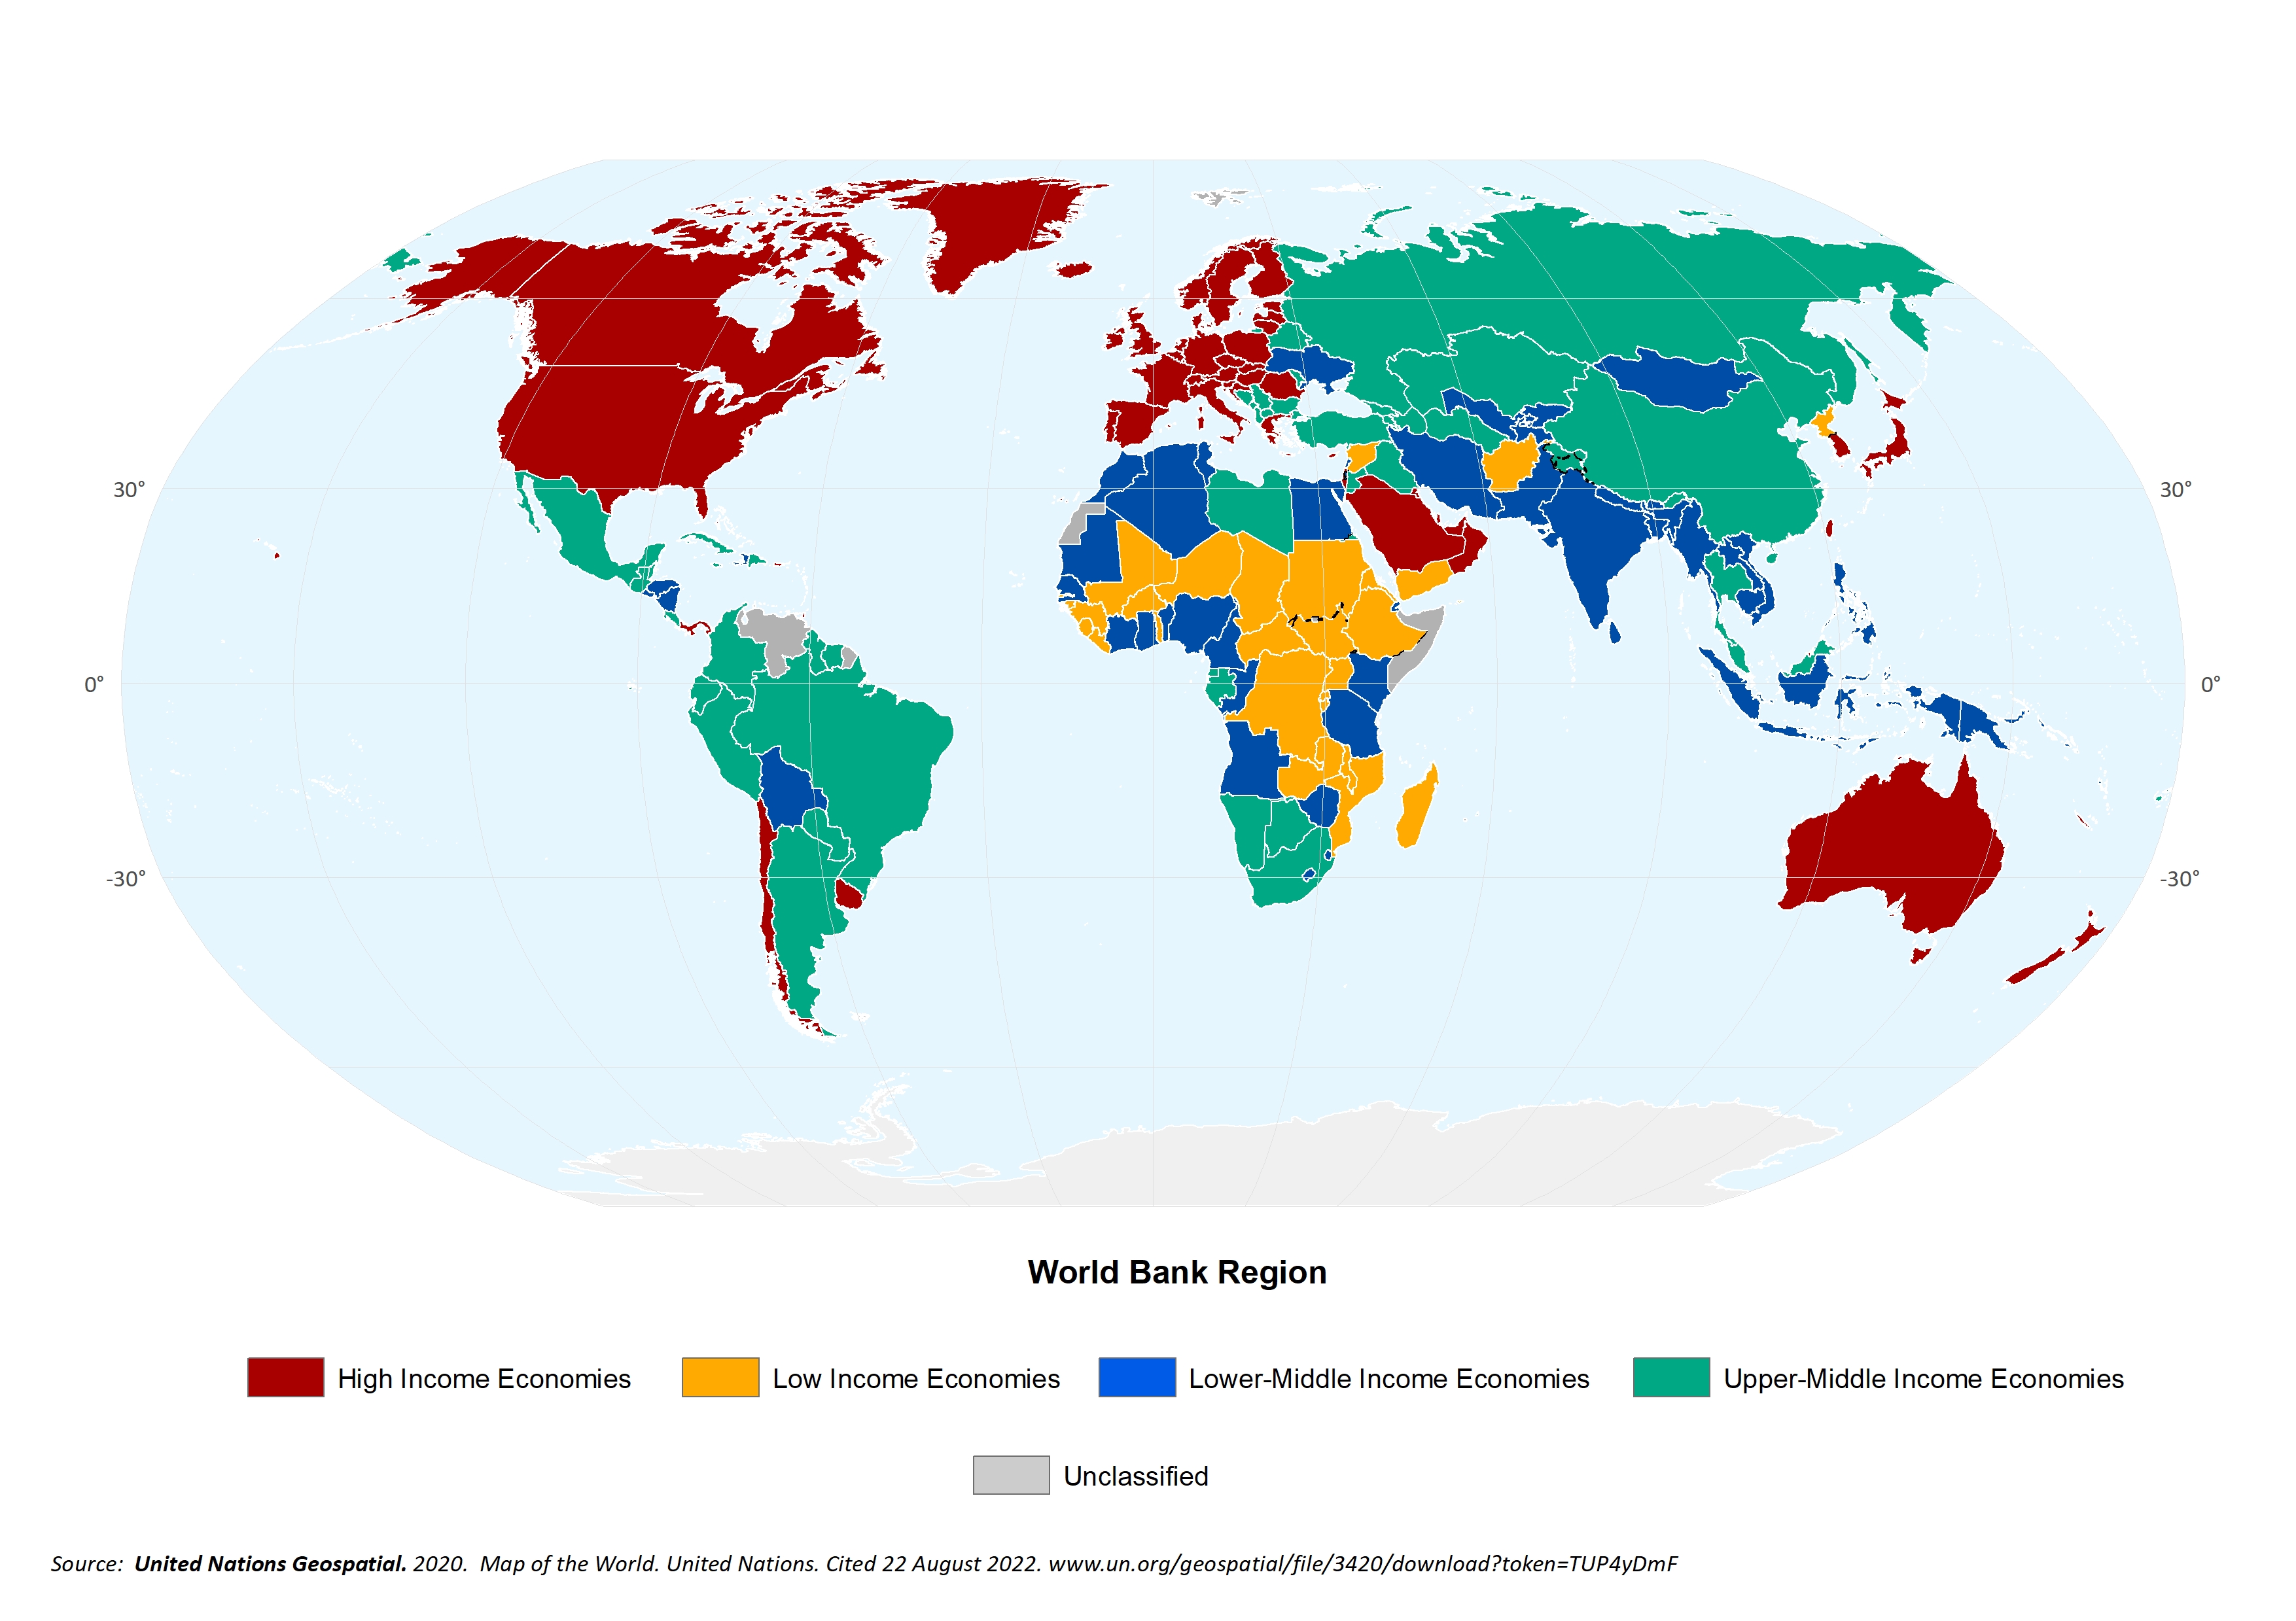 30°
30°
0°
0°
-30°
-30°
World Bank Region
High Income Economies
Low Income Economies
Lower-Middle Income Economies
Upper-Middle Income Economies
Unclassified
Source:  United Nations Geospatial. 2020.  Map of the World. United Nations. Cited 22 August 2022. www.un.org/geospatial/file/3420/download?token=TUP4yDmF